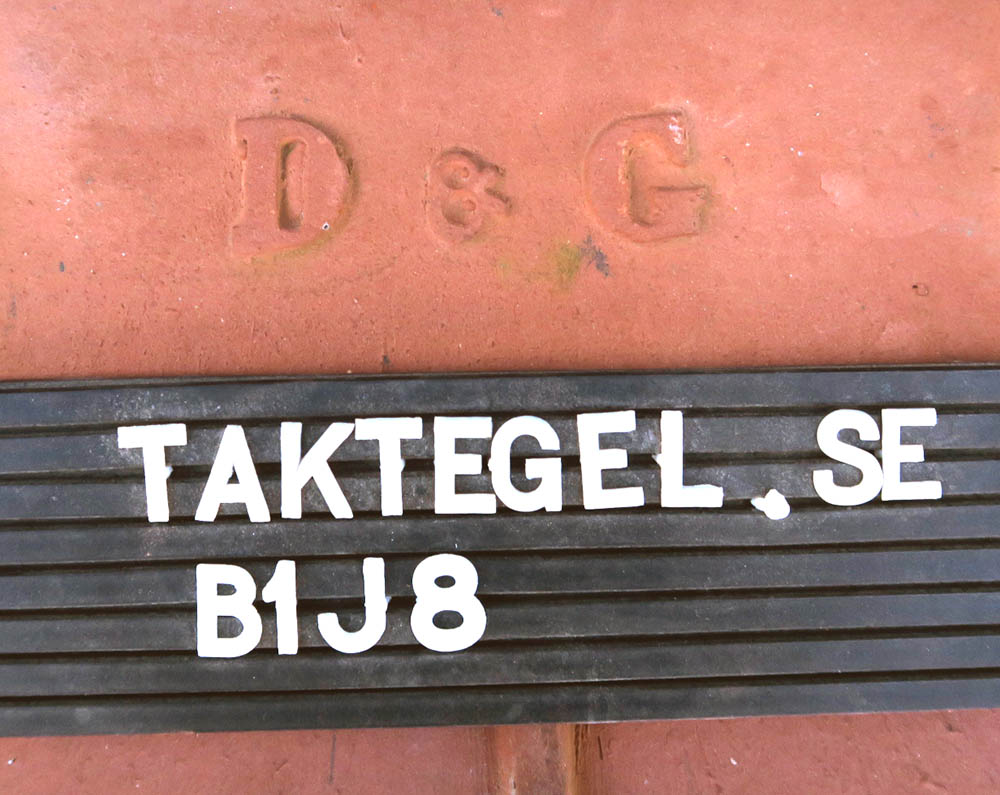 D & G
TAKTEGEL.SE
B1J8